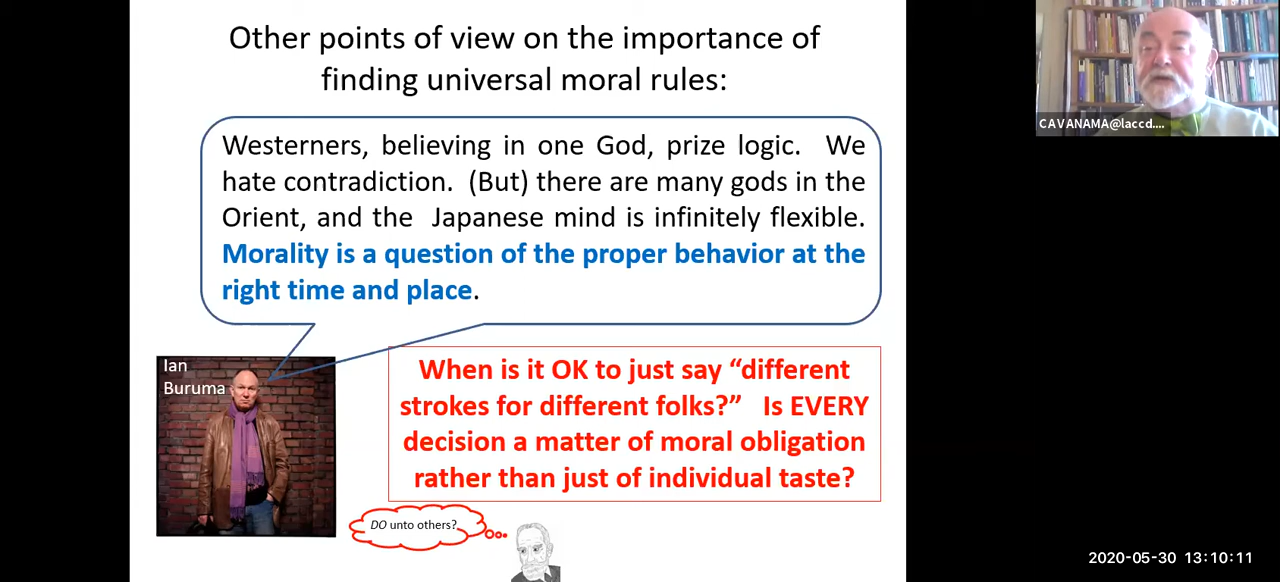 Other points of view on the importance of
finding universal moral rules:
Westerners, believing in one God, prize logic. We
hate contradiction. (But) there are many gods in the
Orient, and the Japanese mind is infinitely flexible.
Morality is a question of the proper behavior at the
right time and place.
Ian
Buruma
When is it OK to just say “different
strokes for different folks?” Is EVERY
decision a matter of moral obligation
rather than just of individual taste?
DO unto others?
CAVANAMA@laccd....
2020-05-30 13:10:11